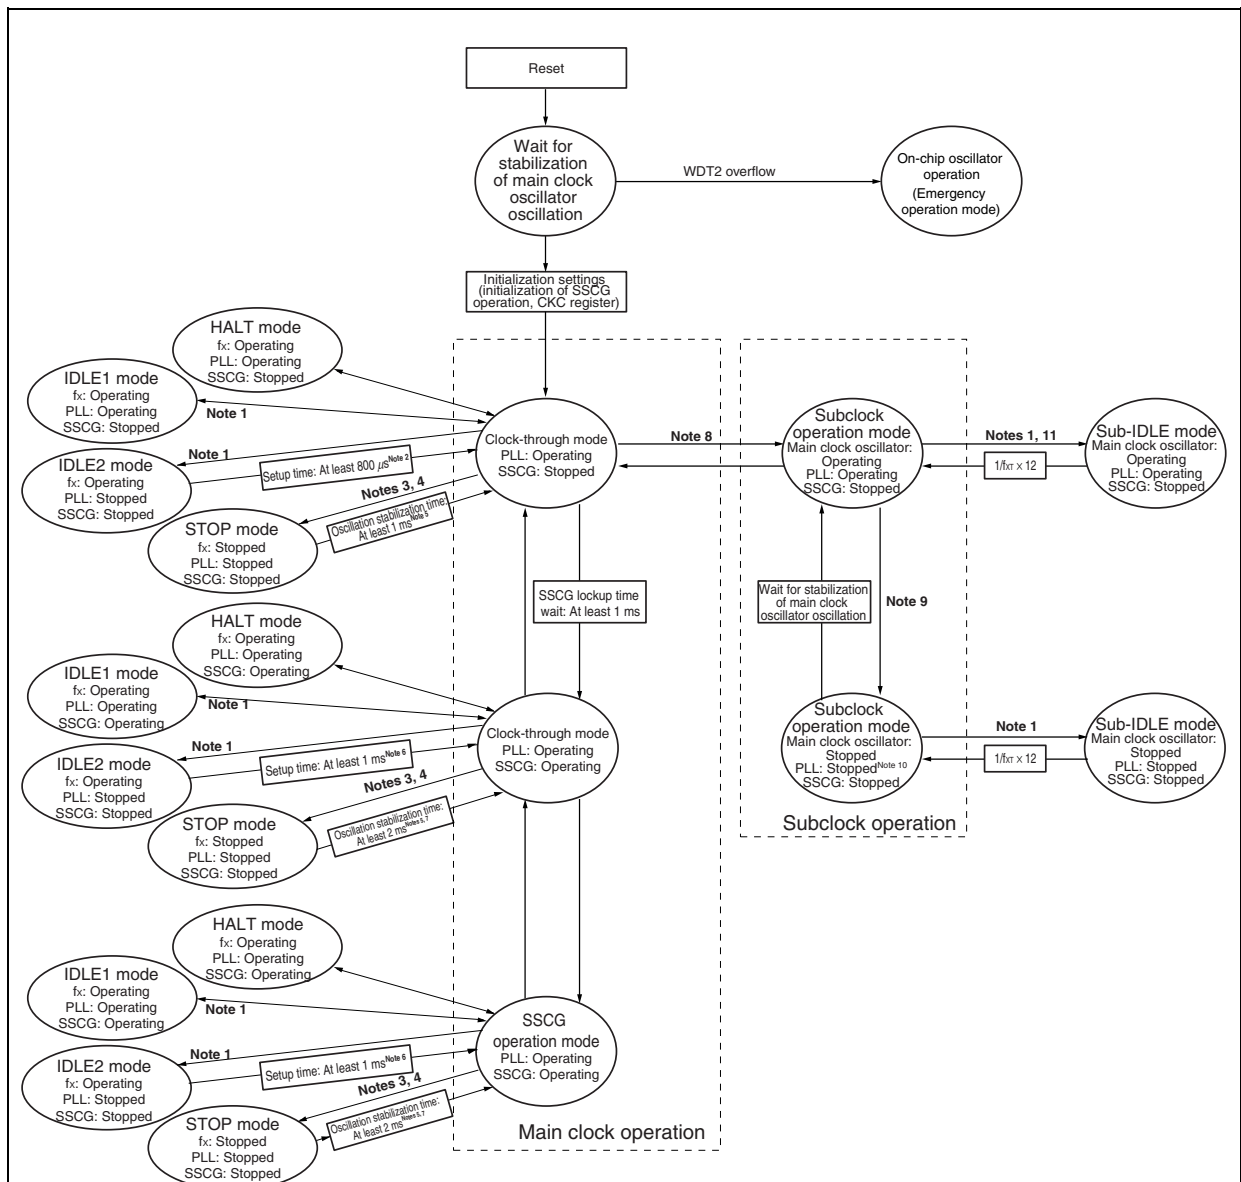 Reset
Wait for
stabilization
of main clock
oscillator
oscillation
WDT2 overflow
On-chip oscillator
operation
(Emergency
operation mode)
Initialization settings
(initialization of SSCG
operation, CKC register)
HALT mode
fx: Operating
PLL: Operating
SSCG: Stopped
IDLE1 mode
fx: Operating
PLL: Operating
SSCG: Stopped
Note 1
IDLE2 mode
fx: Operating
PLL: Stopped
SSCG: Stopped
Note 1
Setup time: At least 800 μs Note 2
STOP mode
fx: Stopped
PLL: Stopped
SSCG: Stopped
Notes 3, 4
Oscillation stabilization time:
At least 1 ms Note 5
Clock-through mode
PLL: Operating
SSCG: Stopped
Note 8
Subclock
operation mode
Main clock oscillator:
Operating
PLL: Operating
SSCG: Stopped
Notes 1, 11
1/fXT × 12
Sub-IDLE mode
Main clock oscillator:
Operating
PLL: Operating
SSCG: Stopped
SSCG lockup time
wait: At least 1 ms
Wait for stabilization
of main clock
oscillator oscillation
Note 9
HALT mode
fx: Operating
PLL: Operating
SSCG: Operating
IDLE1 mode
fx: Operating
PLL: Operating
SSCG: Operating
Note 1
IDLE2 mode
fx: Operating
PLL: Stopped
SSCG: Stopped
Note 1
Setup time: At least 1 ms Note 6
STOP mode
fx: Stopped
PLL: Stopped
SSCG: Stopped
Notes 3, 4
Oscillation stabilization time:
At least 2 ms Notes 5, 7
Clock-through mode
PLL: Operating
SSCG: Operating
Subclock
operation mode
Main clock oscillator:
Stopped
PLL: Stopped Note 10
SSCG: Stopped
Note 1
1/fXT × 12
Sub-IDLE mode
Main clock oscillator:
Stopped
PLL: Stopped
SSCG: Stopped
Subclock operation
HALT mode
fx: Operating
PLL: Operating
SSCG: Operating
IDLE1 mode
fx: Operating
PLL: Operating
SSCG: Operating
Note 1
IDLE2 mode
fx: Operating
PLL: Stopped
SSCG: Stopped
Note 1
Setup time: At least 1 ms Note 6
STOP mode
fx: Stopped
PLL: Stopped
SSCG: Stopped
Notes 3, 4
Oscillation stabilization time:
At least 2 ms Notes 5, 7
SSCG
operation mode
PLL: Operating
SSCG: Operating
Main clock operation